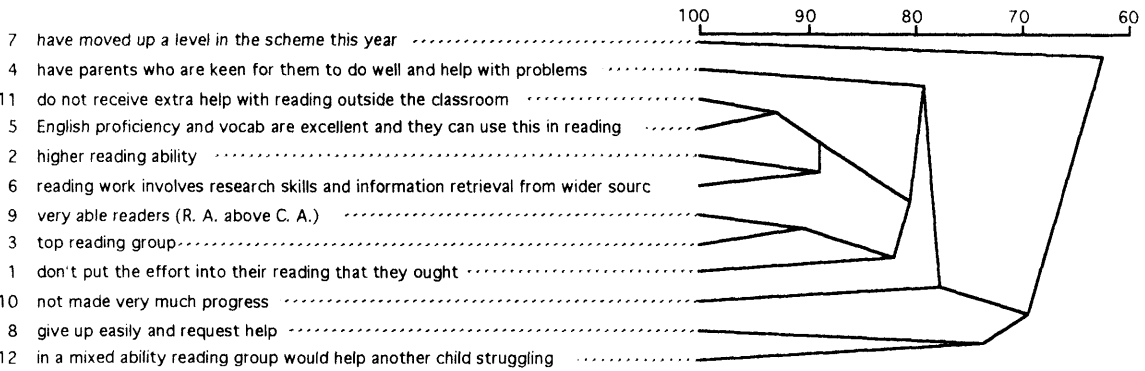 100 90 80 70 60
7 have moved up a level in the scheme this year
4 have parents who are keen for them to do well and help with problems
11 do not receive extra help with reading outside the classroom
5 English proficiency and vocab are excellent and they can use this in reading
2 higher reading ability
6 reading work involves research skills and information retrieval from wider sourc
9 very able readers (R. A. above C. A.)
3 top reading group
1 don't put the effort into their reading that they ought
10 not made very much progress
8 give up easily and request help
12 in a mixed ability reading group would help another child struggling